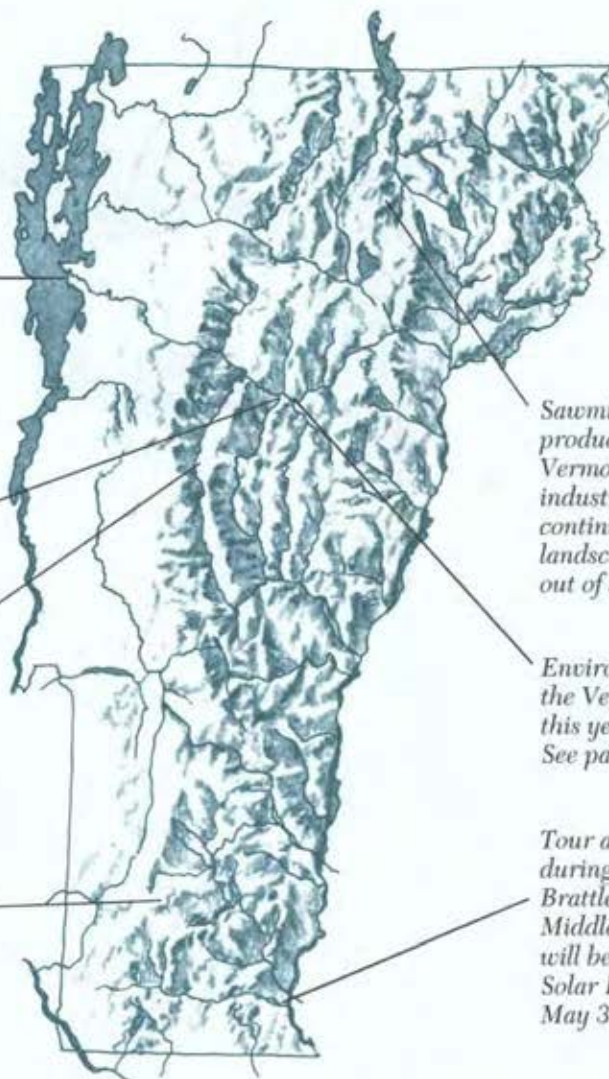 Sawmi
produc
Vermo
indust
contin
landsc
out of
Enviro
the Ve
this ye
See pa
Tour a
during
Brattle
Middle
will be
Solar
May 3